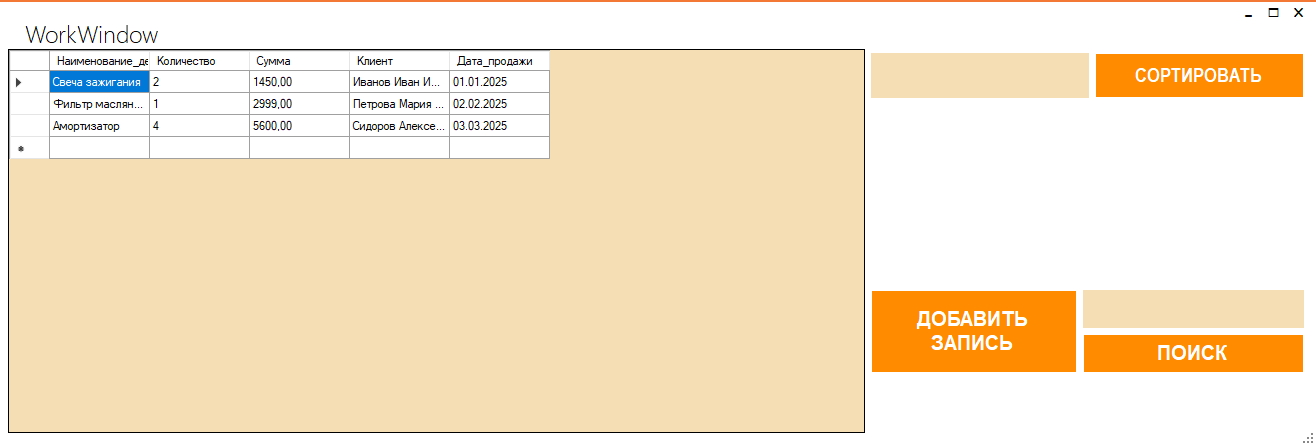 WorkWindow
Наименование_де Количество Сумма Клиент Дата_продажи
Свеча зажигания 2 1450,00 Иванов Иван И... 01.01.2025
Фильтр маслян... 1 2999,00 Петрова Мария ... 02.02.2025
Амортизатор 4 5600,00 Сидоров Алексе... 03.03.2025
СОРТИРОВАТЬ
ДОБАВИТЬ
ЗАПИСЬ
ПОИСК